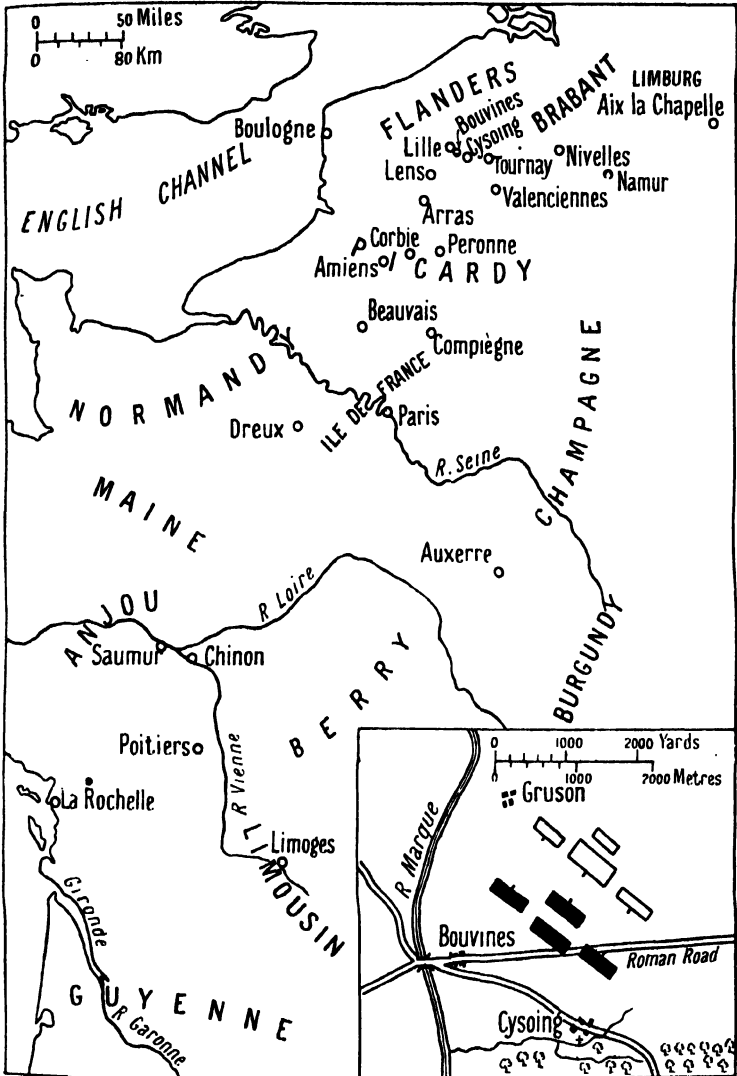 0 50 Miles
0 80 Km
FLANDERS
BRABANT
LIMBURG
Aix la Chapelle
Boulogne
Bouvines
Lille
Cysoing
Tournay
Nivelles
Lens
Namur
Valenciennes
ENGLISH CHANNEL
Arras
Corbie
Peronne
Amiens
PICARDY
Beauvais
Compiègne
NORMANDY
ILE DE FRANCE
CHAMPAGNE
Dreux
Paris
R. Seine
MAINE
Auxerre
ANJOU
R Loire
Saumur
Chinon
BERRY
BURGUNDY
Poitiers
R Vienne
La Rochelle
Limoges
LIMOUSIN
Gironde
GUYENNE
R Garonne
0 1000 2000 Yards
0 1000 2000 Metres
Gruson
R Marque
Bouvines
Roman Road
Cysoing